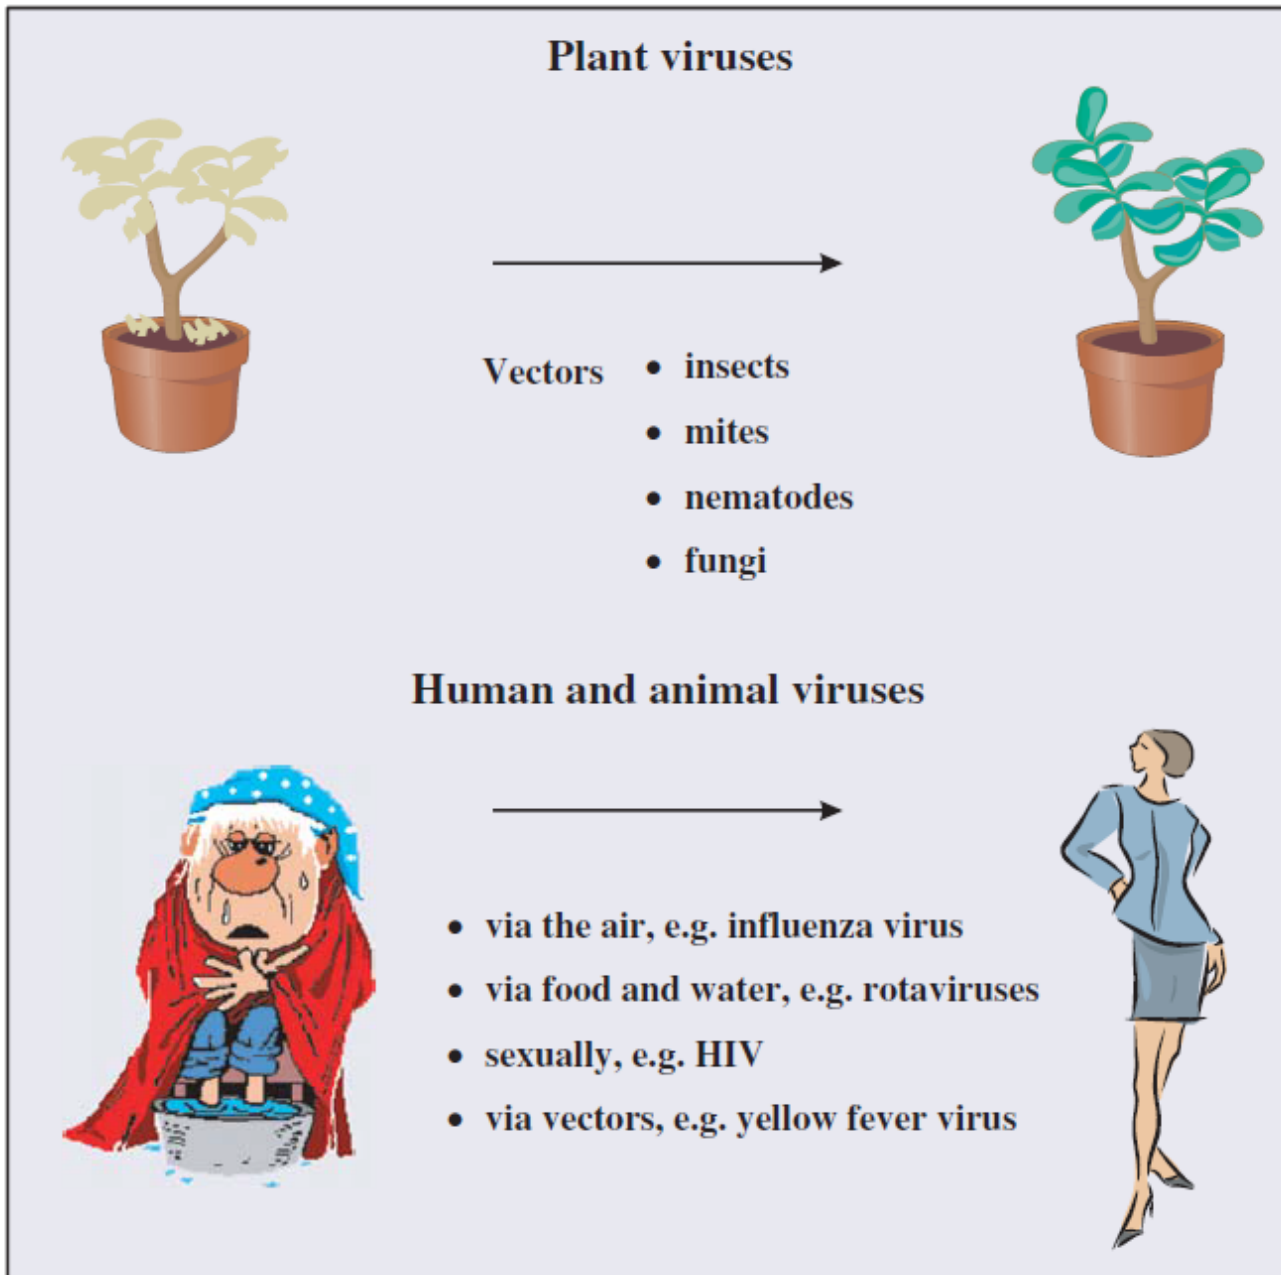 Plant viruses
Vectors • insects
• mites
• nematodes
• fungi
Human and animal viruses
• via the air, e.g. influenza virus
• via food and water, e.g. rotaviruses
• sexually, e.g. HIV
• via vectors, e.g. yellow fever virus